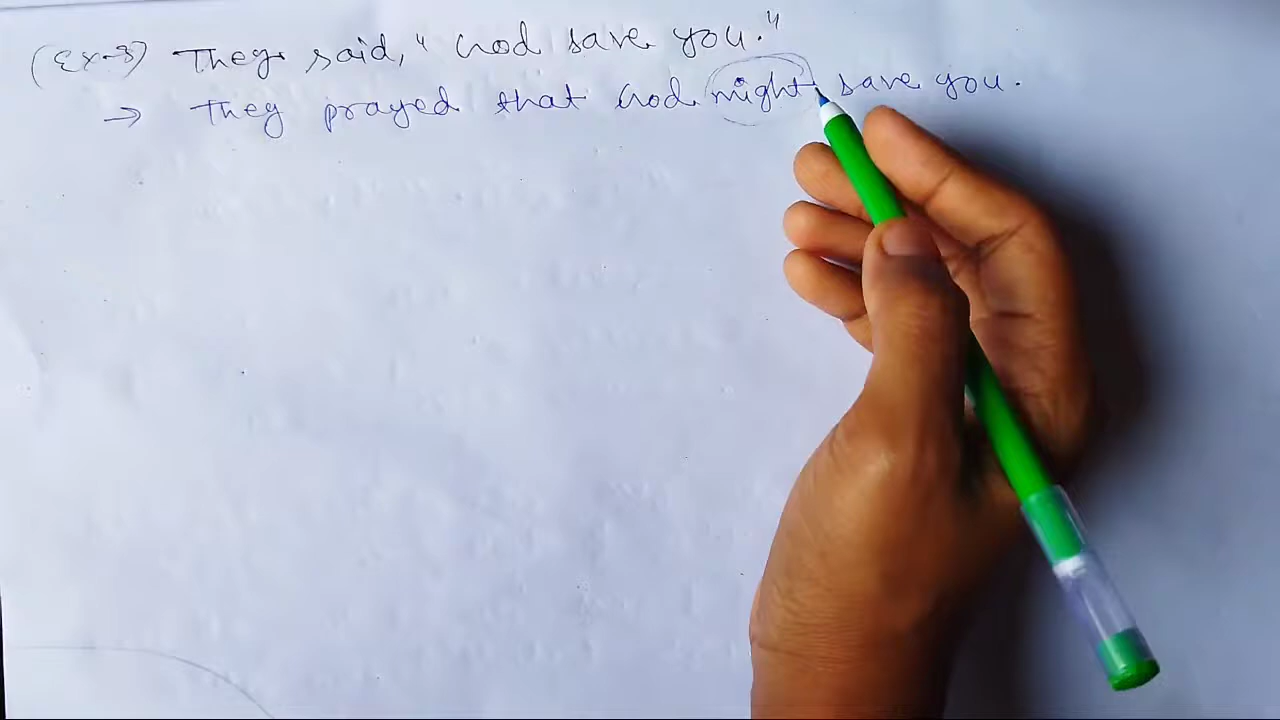 (Ex-3) They said, "God save you."
→ They prayed that God might save you.